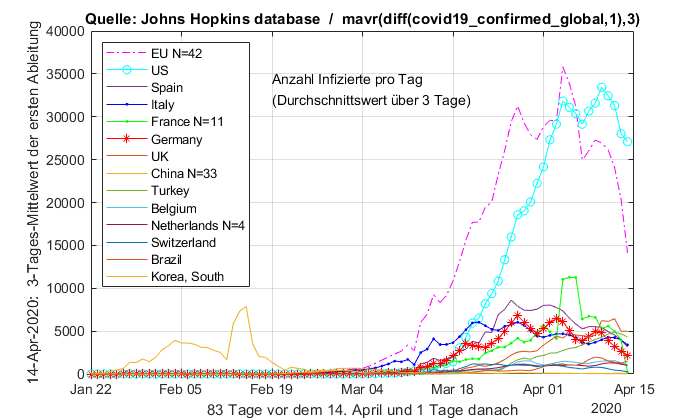 Quelle: Johns Hopkins database  /  mavr(diff(covid19_confirmed_global,1),3)
14-Apr-2020:  3-Tages-Mittelwert der ersten Ableitung
40000
35000
30000
25000
20000
15000
10000
5000
0
EU N=42
US
Spain
Italy
France N=11
Germany
UK
China N=33
Turkey
Belgium
Netherlands N=4
Switzerland
Brazil
Korea, South
Anzahl Infizierte pro Tag
(Durchschnittswert über 3 Tage)
Jan 22
Feb 05
Feb 19
Mar 04
Mar 18
Apr 01
Apr 15
2020
83 Tage vor dem 14. April und 1 Tage danach